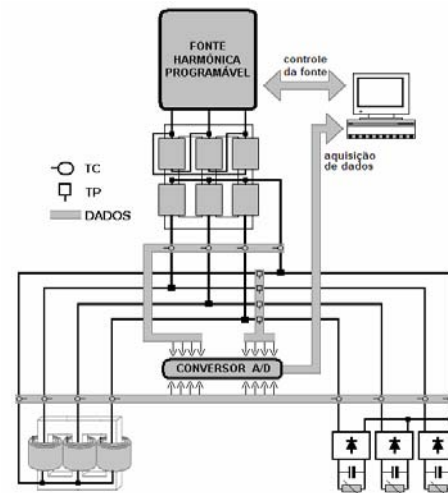 FONTE
HARMÔNICA
PROGRAMÁVEL
controle
da fonte
aquisição
de dados
TC
TP
DADOS
CONVERSOR A/D